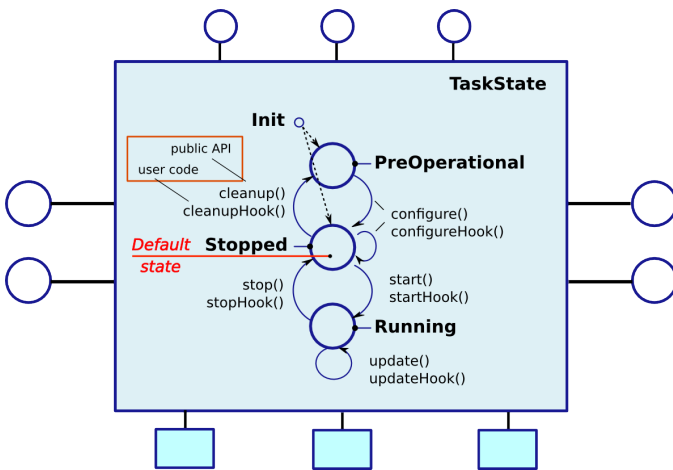 TaskState
Init
public API
user code
PreOperational
cleanup()
cleanupHook()
configure()
configureHook()
Default
state
Stopped
stop()
stopHook()
start()
startHook()
Running
update()
updateHook()